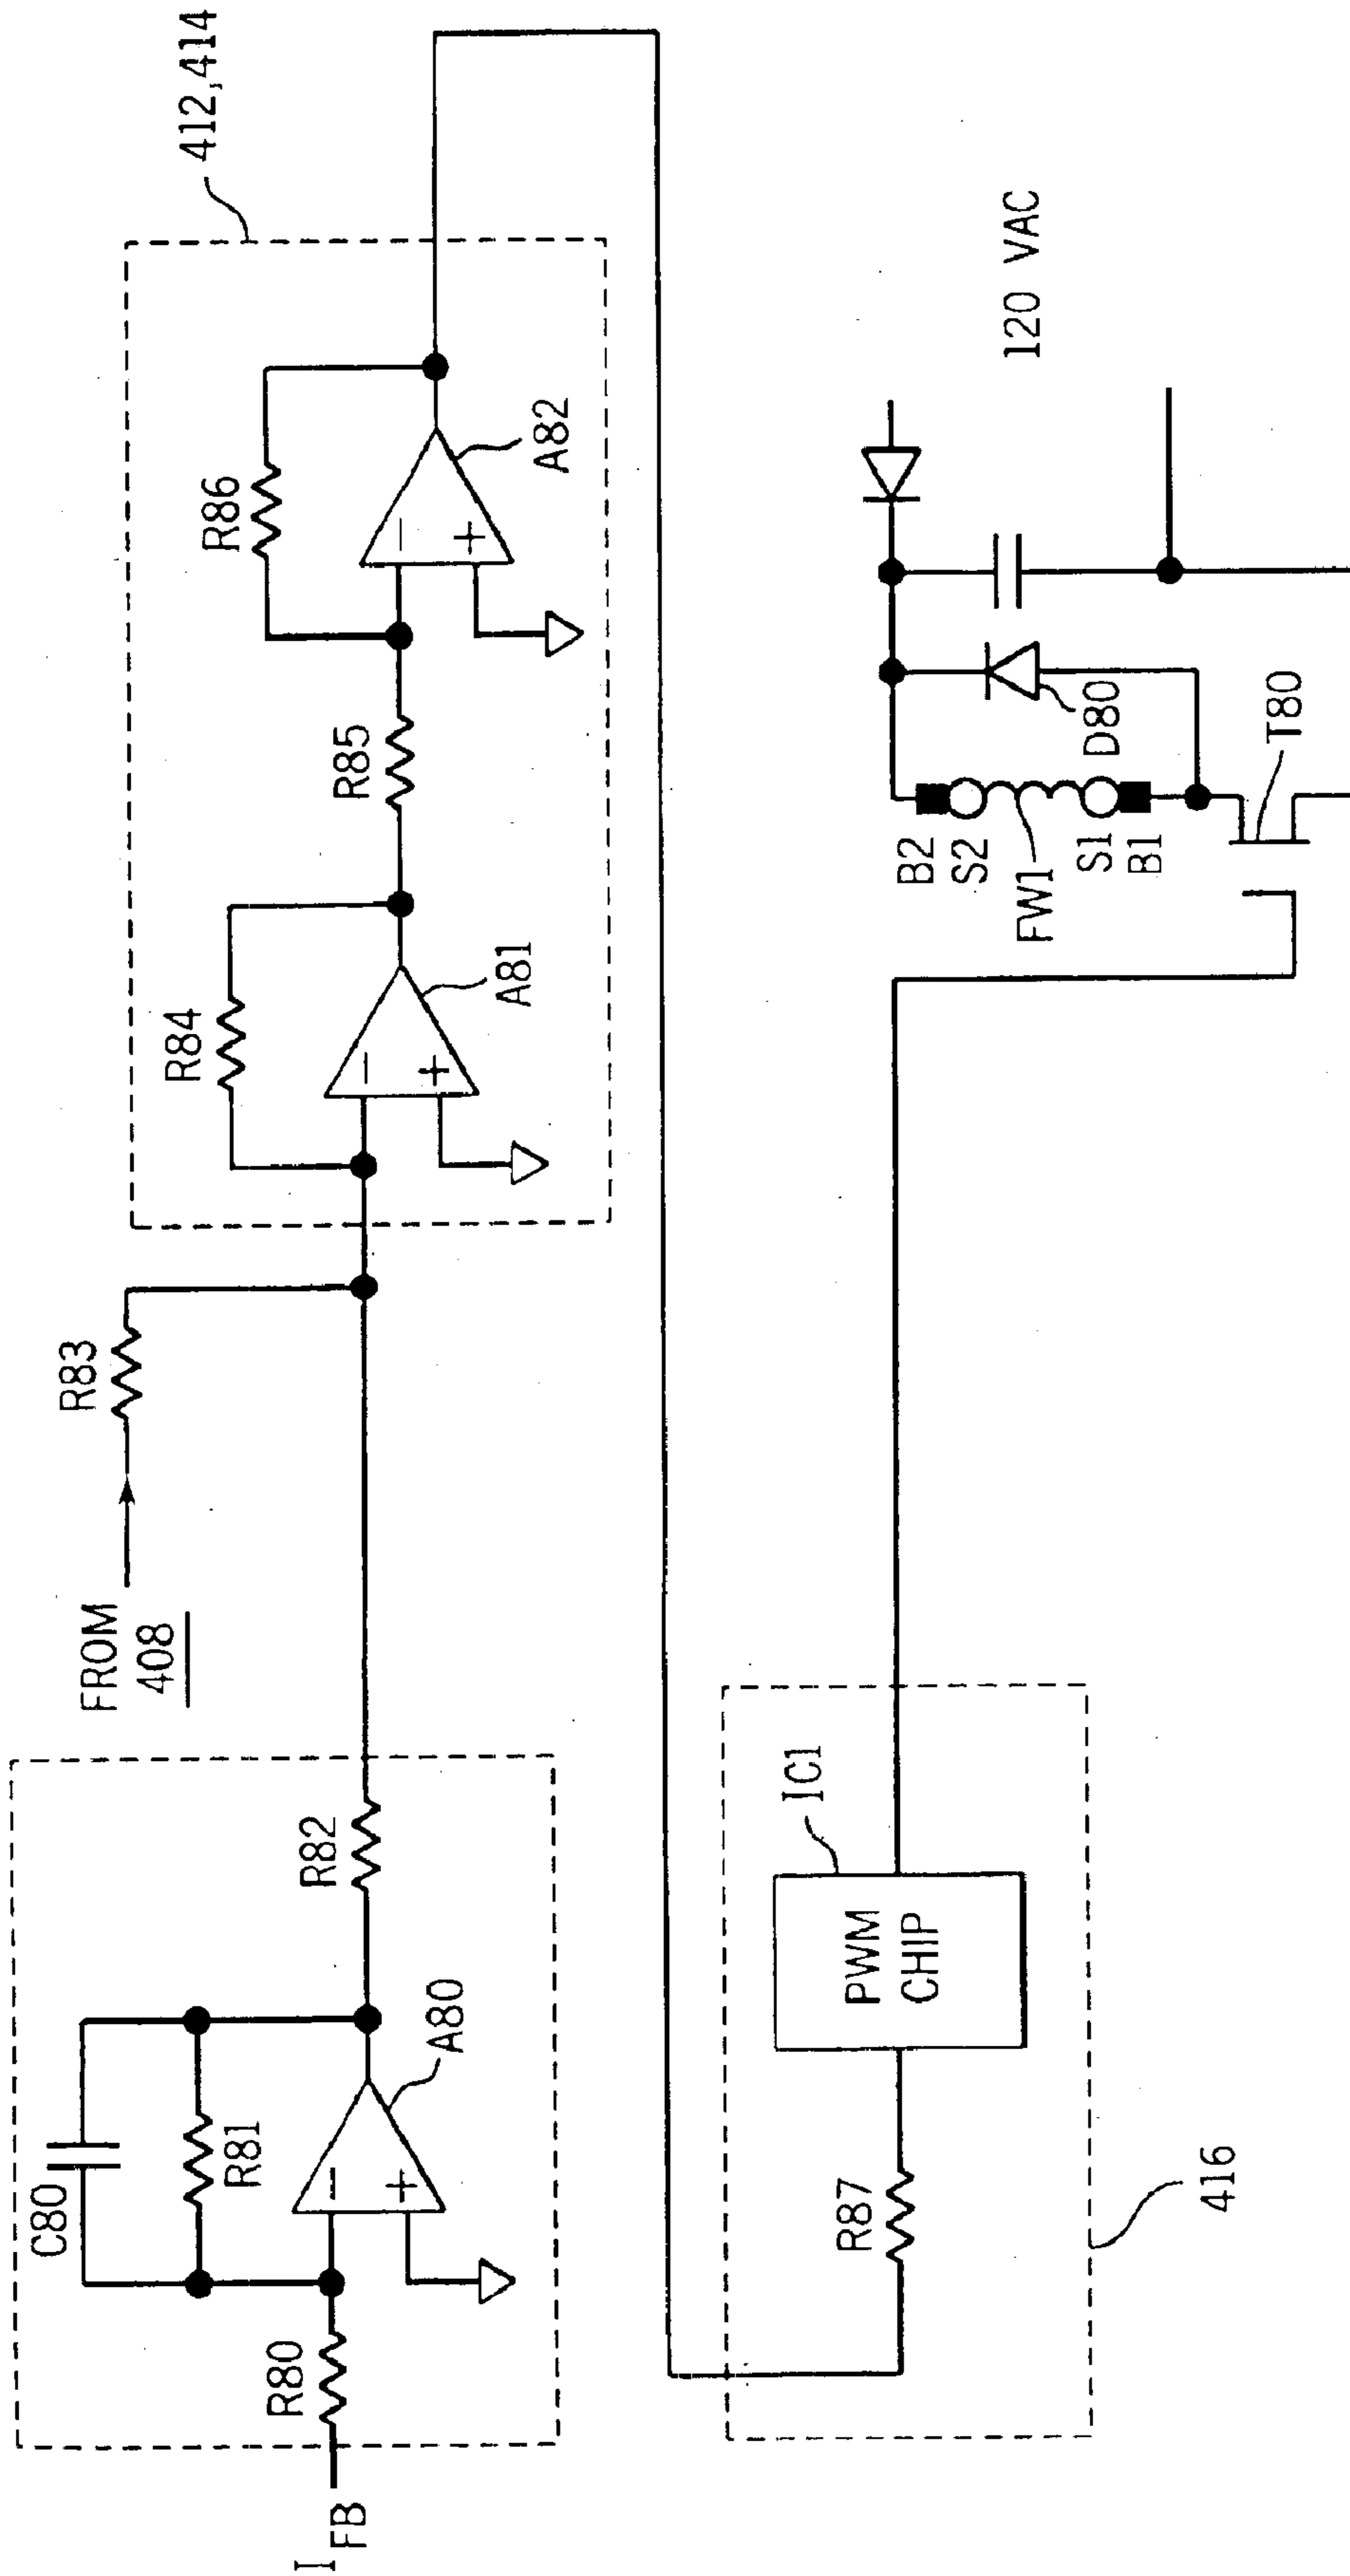 I FB
R80
C80
R81
A80
R82
FROM
408
R83
R84
A81
R85
R86
A82
412,414
R87
PWM
CHIP
IC1
416
B2
S2
FW1
S1
B1
D80
T80
120 VAC